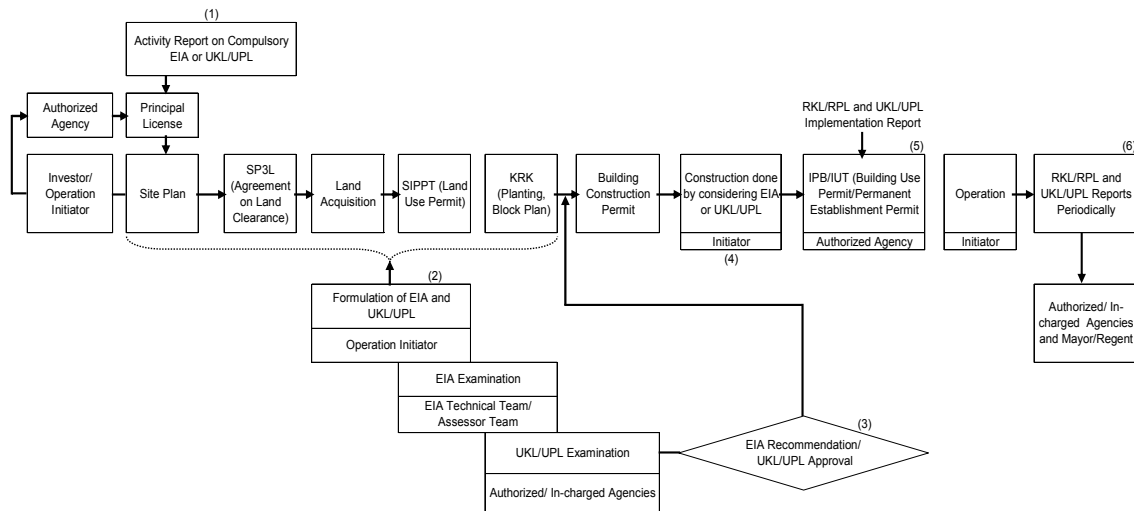 (1)
Activity Report on Compulsory
EIA or UKL/UPL
Authorized
Agency
Principal
License
RKL/RPL and UKL/UPL
Implementation Report
Investor/
Operation
Initiator
Site Plan
SP3L
(Agreement
on Land
Clearance)
Land
Acquisition
SIPPT (Land
Use Permit)
KRK
(Planting,
Block Plan)
Building
Construction
Permit
Construction done
by considering EIA
or UKL/UPL
Initiator
(4)
(5)
IPB/IUT (Building Use
Permit/Permanent
Establishment Permit)
Authorized Agency
Operation
Initiator
(6)
RKL/RPL and
UKL/UPL Reports
Periodically
(2)
Formulation of EIA and
UKL/UPL
Operation Initiator
Authorized/ In-
charged Agencies
and Mayor/Regent
EIA Examination
EIA Technical Team/
Assessor Team
(3)
EIA Recommendation/
UKL/UPL Approval
UKL/UPL Examination
Authorized/ In-charged Agencies